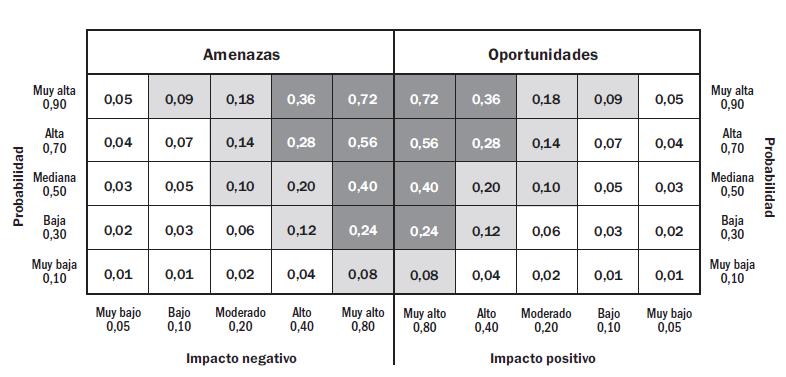 Amenazas Oportunidades
Muy alta 0,05 0,09 0,18 0,36 0,72 0,72 0,36 0,18 0,09 0,05 Muy alta
0,90 0,90
Alta 0,04 0,07 0,14 0,28 0,56 0,56 0,28 0,14 0,07 0,04 Alta
0,70 0,70
Mediana 0,03 0,05 0,10 0,20 0,40 0,40 0,20 0,10 0,05 0,03 Mediana
0,50 0,50
Baja 0,02 0,03 0,06 0,12 0,24 0,24 0,12 0,06 0,03 0,02 Baja
0,30 0,30
Muy baja 0,01 0,01 0,02 0,04 0,08 0,08 0,04 0,02 0,01 0,01 Muy baja
0,10 0,10
Probabilidad
Probabilidad
Muy bajo Bajo Moderado Alto Muy alto Muy alto Alto Moderado Bajo Muy bajo
0,05 0,10 0,20 0,40 0,80 0,80 0,40 0,20 0,10 0,05
Impacto negativo Impacto positivo